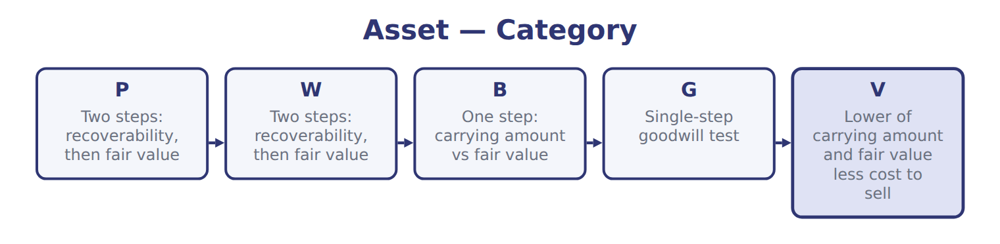 Asset — Category
P
Two steps:
recoverability,
then fair value
W
Two steps:
recoverability,
then fair value
B
One step:
carrying amount
vs fair value
G
Single-step
goodwill test
V
Lower of
carrying amount
and fair value
less cost to
sell